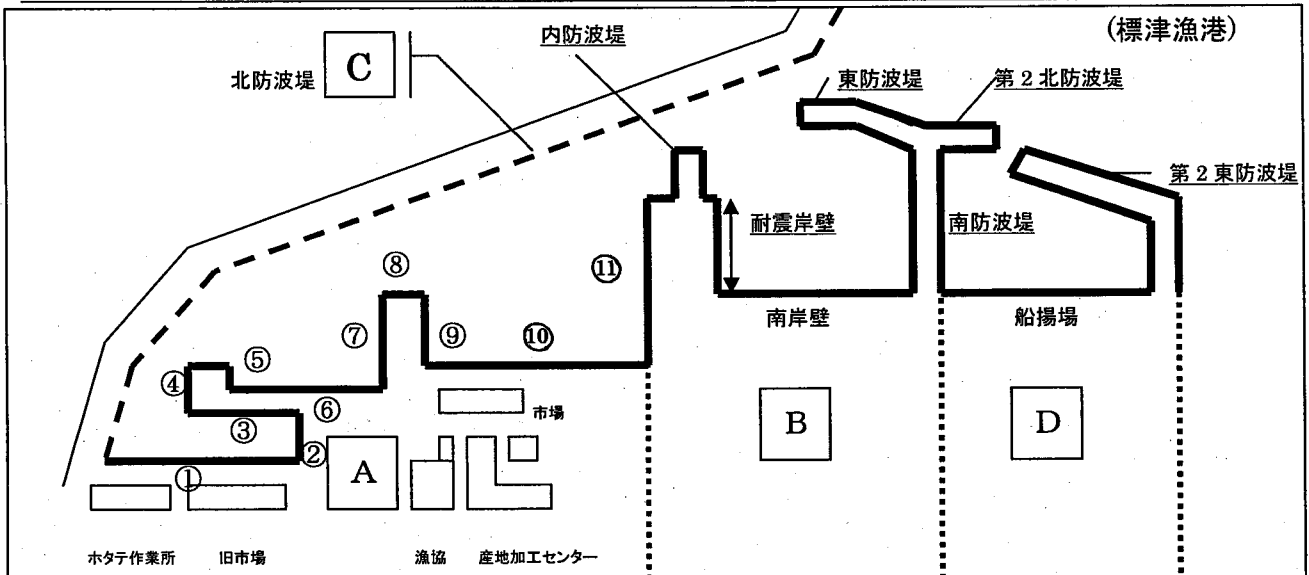 (標津漁港)
内防波堤
北防波堤
C
東防波堤
第2北防波堤
第2東防波堤
耐震岸壁
南防波堤
⑧
⑪
南岸壁
船揚場
⑦
⑨
⑩
⑤
④
⑥
市場
③
②
①
A
B
D
ホタテ作業所
旧市場
漁協
産地加工センター